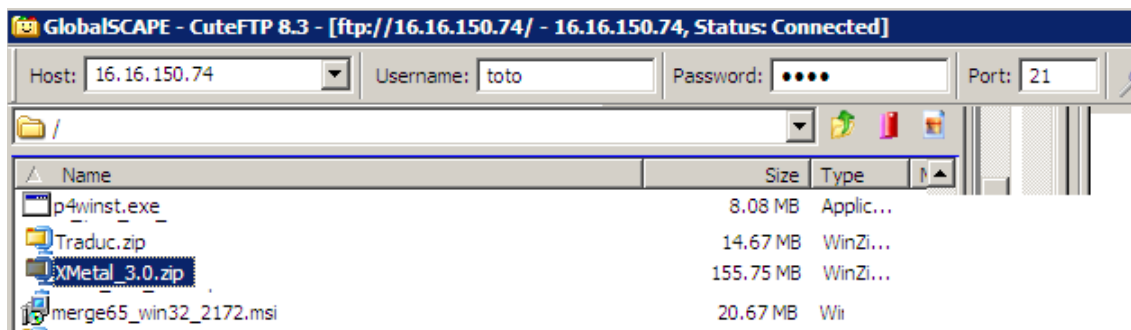 GlobalSCAPE - CuteFTP 8.3 - [ftp://16.16.150.74/ - 16.16.150.74, Status: Connected]
Host: 16.16.150.74 Username: toto Password: •••• Port: 21
/
Name Size Type
p4winst.exe 8.08 MB Applic...
Traduc.zip 14.67 MB WinZi...
XMetal_3.0.zip 155.75 MB WinZi...
merge65_win32_2172.msi 20.67 MB